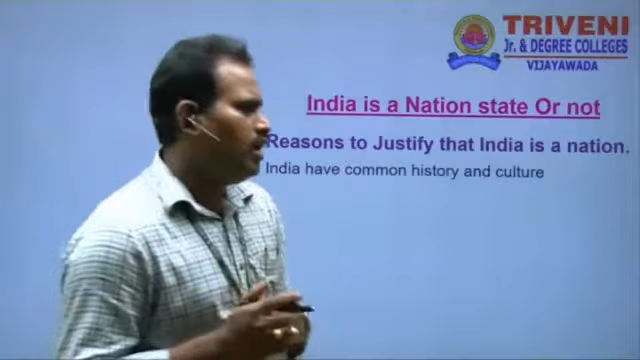 TRIVENI
Jr. & DEGREE COLLEGES
VIJAYAWADA
India is a Nation state Or not
Reasons to Justify that India is a nation.
India have common history and culture